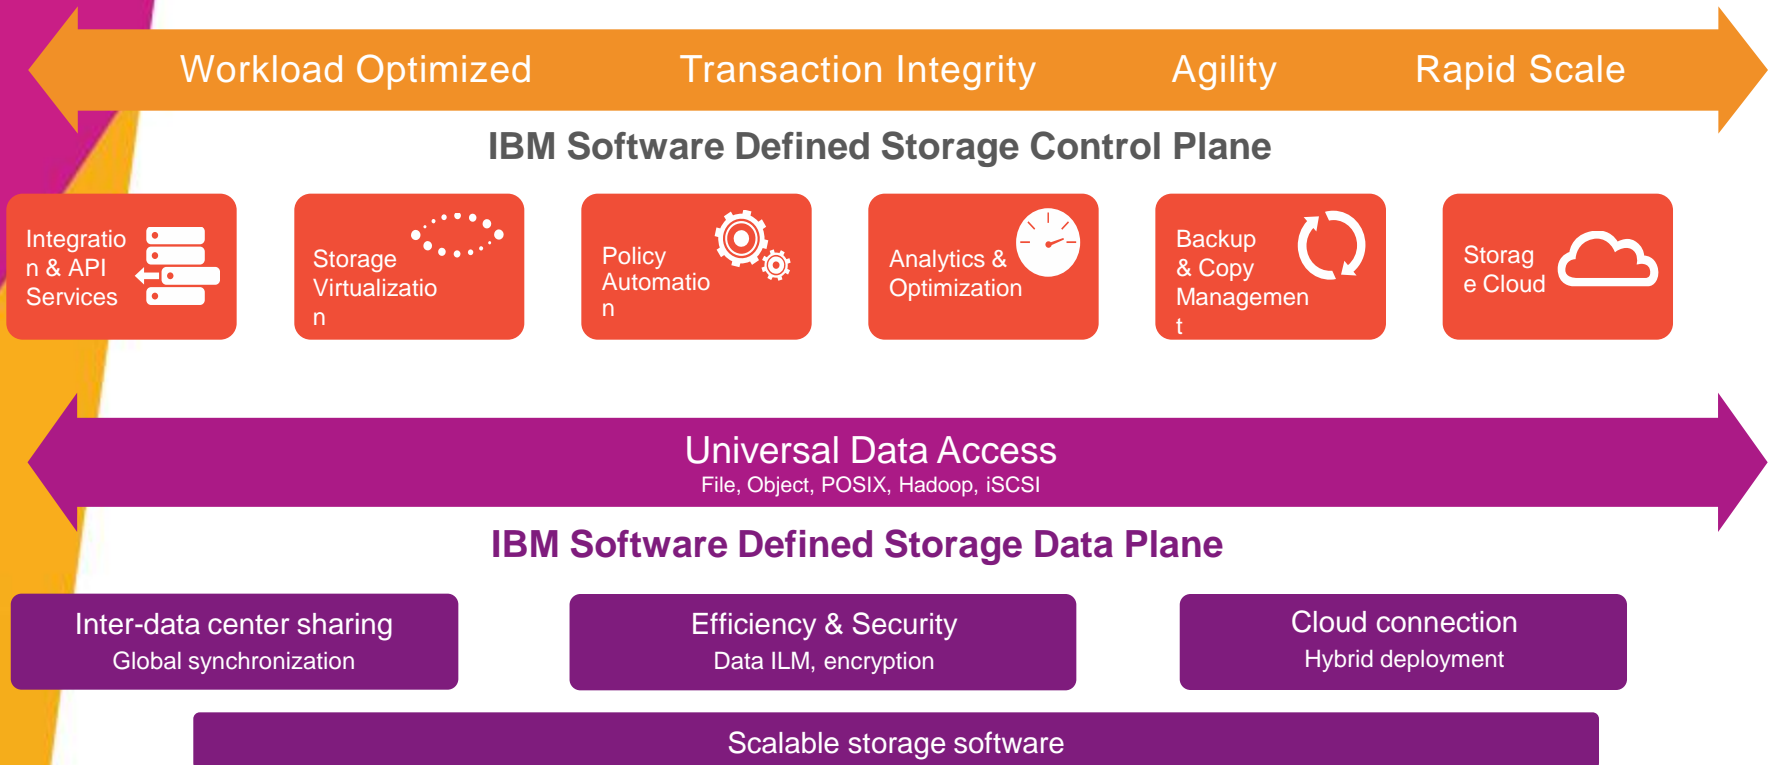 Workload Optimized Transaction Integrity Agility Rapid Scale
IBM Software Defined Storage Control Plane
Integratio
n & API
Services
Storage
Virtualizatio
n
Policy
Automatio
n
Analytics &
Optimization
Backup
& Copy
Managemen
t
Storag
e Cloud
Universal Data Access
File, Object, POSIX, Hadoop, iSCSI
IBM Software Defined Storage Data Plane
Inter-data center sharing
Global synchronization
Efficiency & Security
Data ILM, encryption
Cloud connection
Hybrid deployment
Scalable storage software